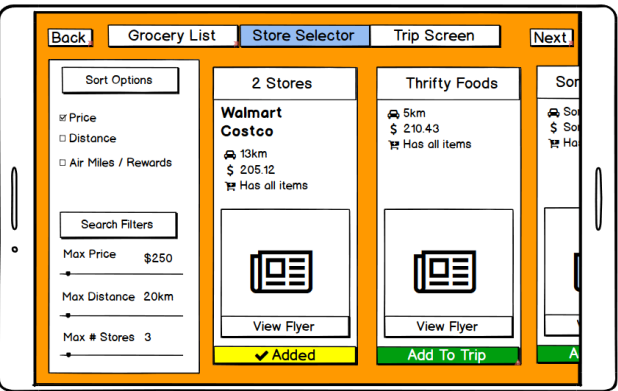 Back
Grocery List
Store Selector
Trip Screen
Next
Sort Options
Price
Distance
Air Miles / Rewards
Search Filters
Max Price $250
Max Distance 20km
Max # Stores 3
2 Stores
Walmart
Costco
13km
$ 205.12
Has all items
View Flyer
✔ Added
Thrifty Foods
5km
$ 210.43
Has all items
View Flyer
Add To Trip
$